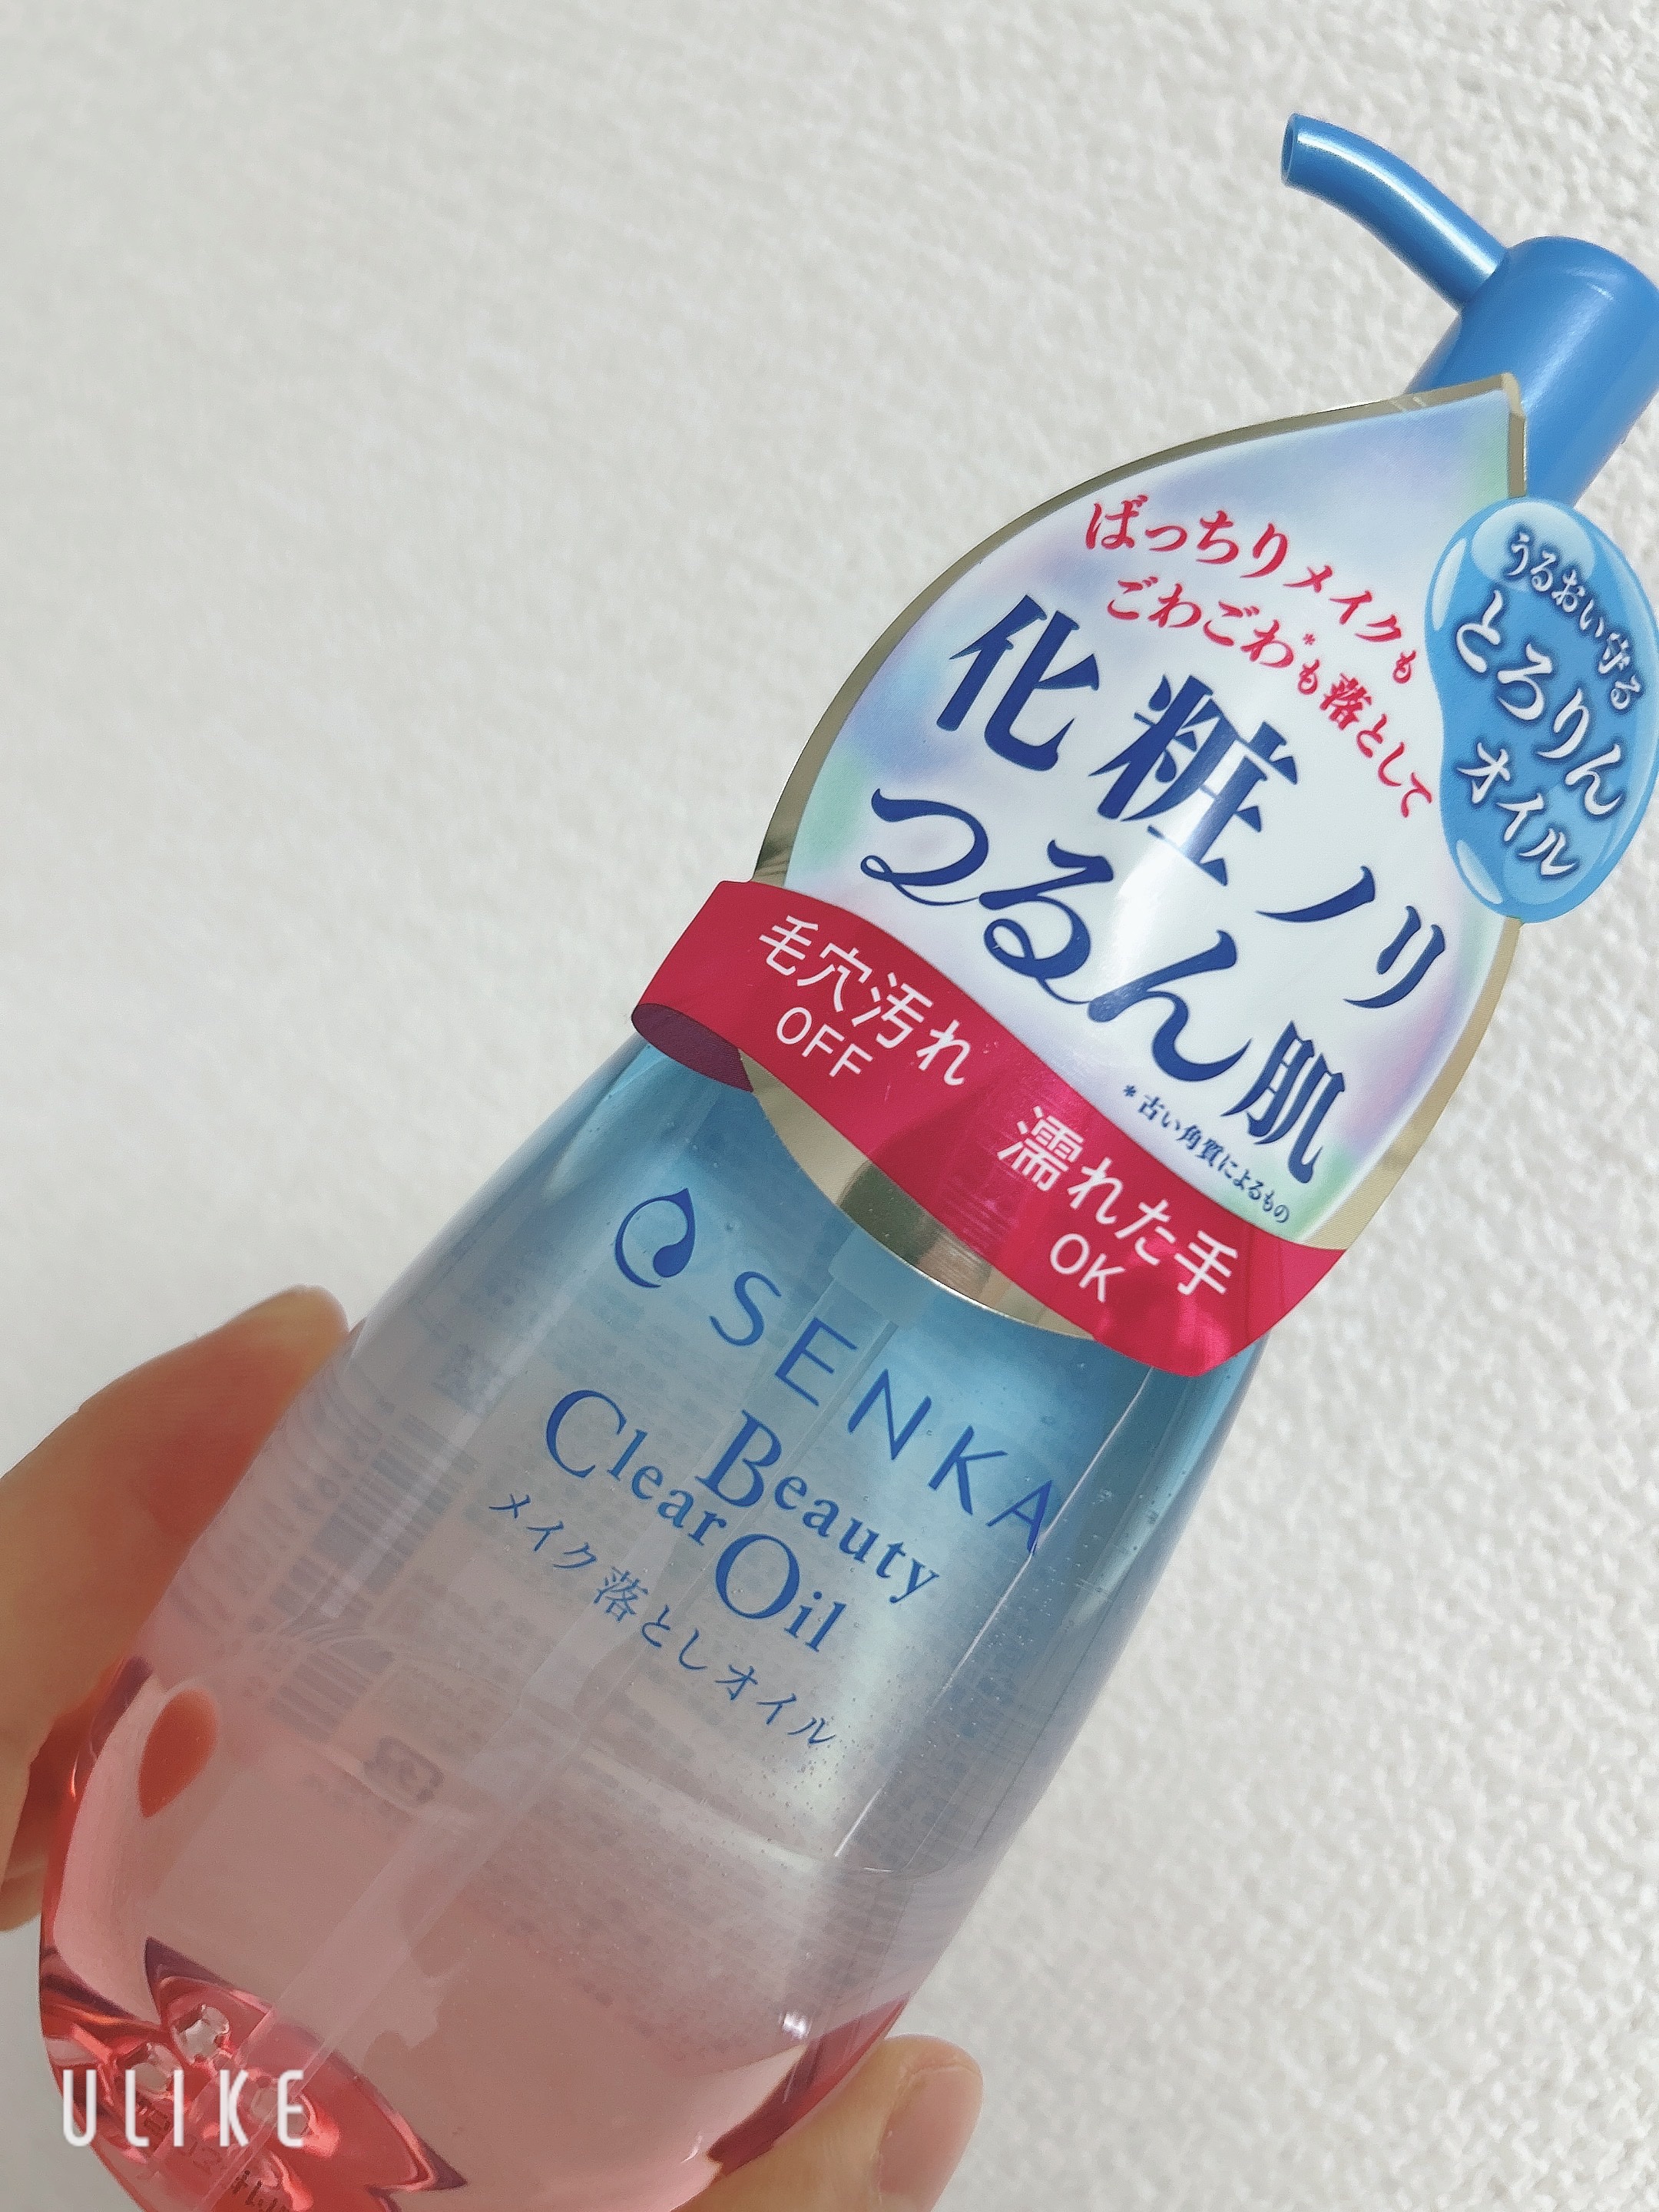 うるおい守る
とろりん
オイル
ばっちりメイクも
ごわごわ*も落として
化粧ノリ
つるん肌
*古い角質によるもの
毛穴汚れ
OFF
濡れた手
OK
SENKA
Beauty
Clear Oil
メイク落としオイル
ULIKE